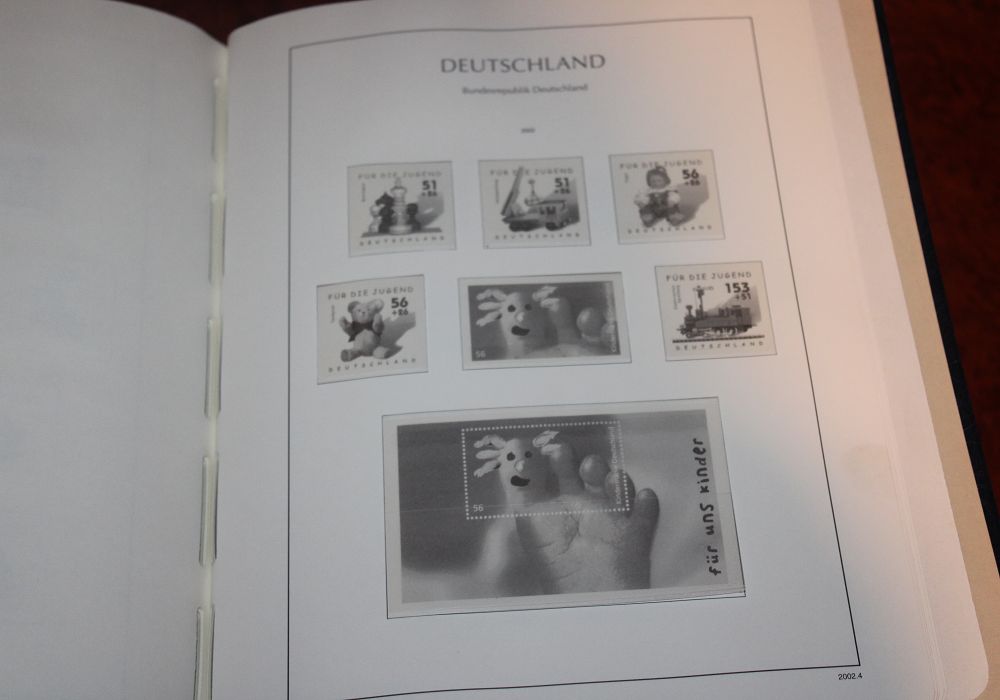 DEUTSCHLAND
Bundesrepublik Deutschland
2002
FÜR DIE JUGEND
51
+26
DEUTSCHLAND
FÜR DIE JUGEND
51
+26
DEUTSCHLAND
FÜR DIE JUGEND
56
+26
DEUTSCHLAND
FÜR DIE JUGEND
56
+26
DEUTSCHLAND
56
FÜR DIE JUGEND
153
+51
DEUTSCHLAND
56
Deutschland
für uns kinder
2002.4